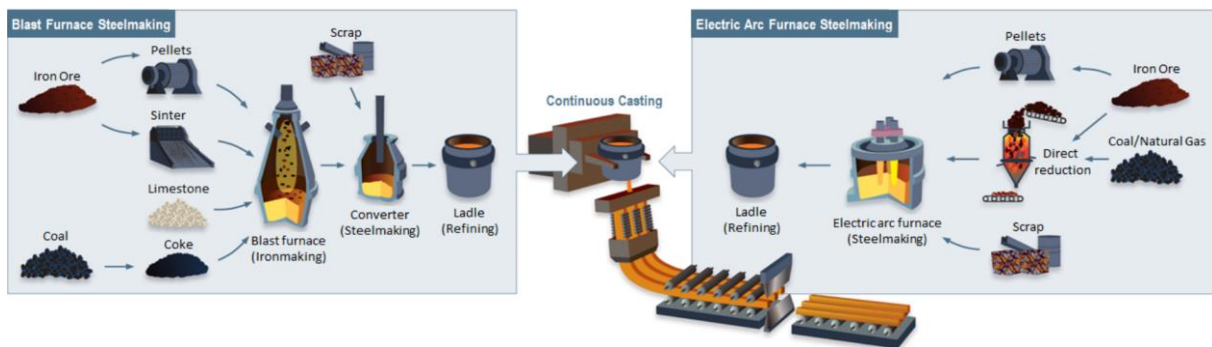 Blast Furnace Steelmaking
Scrap
Pellets
Iron Ore
Sinter
Limestone
Coal
Coke
Blast furnace
(Ironmaking)
Converter
(Steelmaking)
Ladle
(Refining)
Continuous Casting
Electric Arc Furnace Steelmaking
Pellets
Iron Ore
Coal/Natural Gas
Direct
reduction
Ladle
(Refining)
Electric arc furnace
(Steelmaking)
Scrap